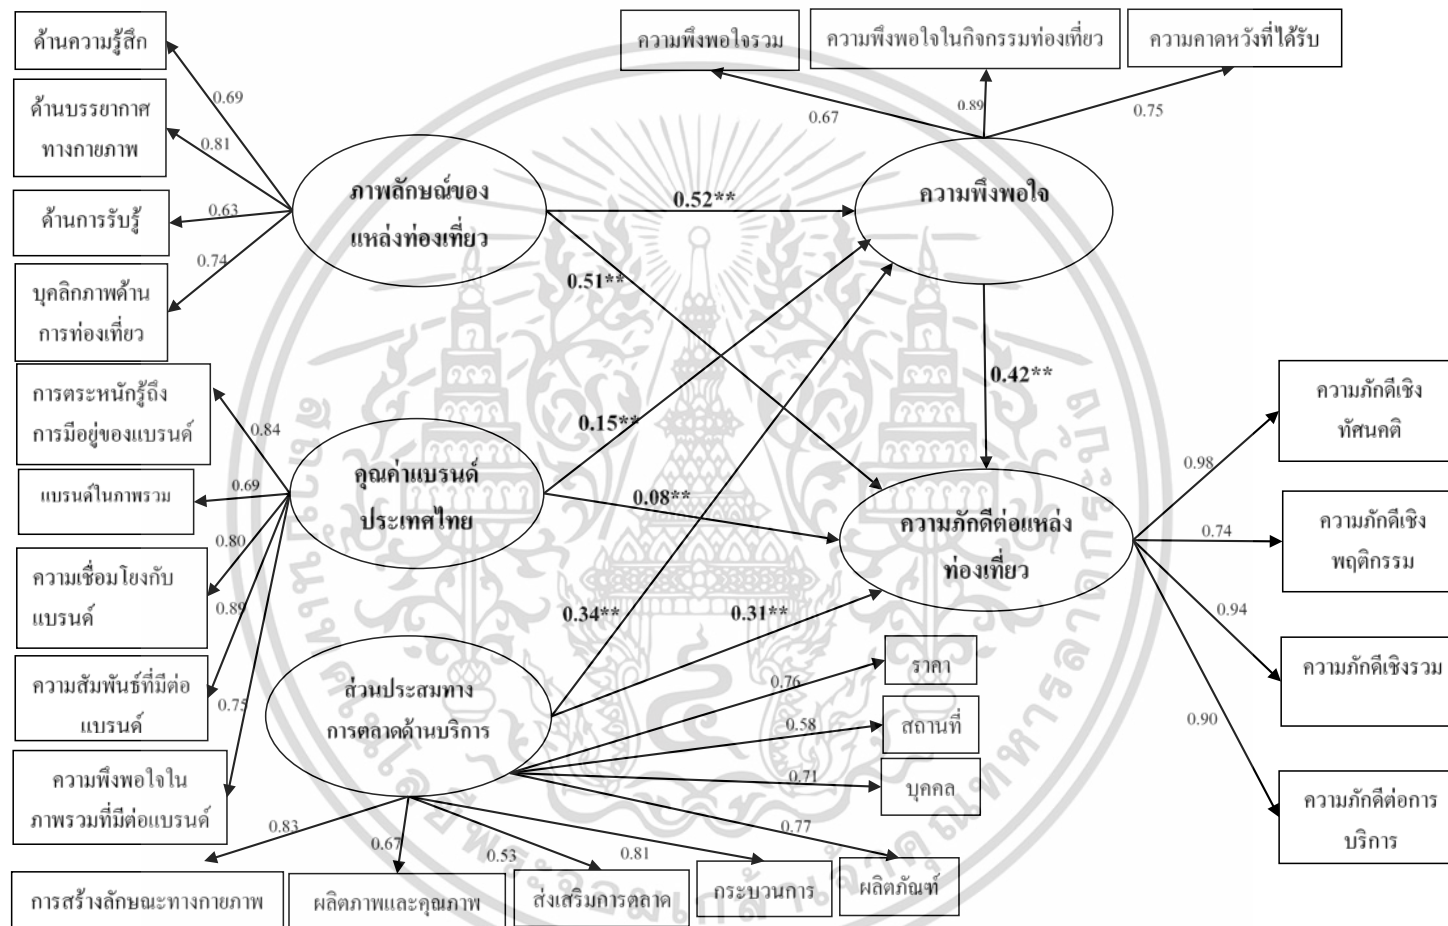 ด้านความรู้สึก
ความพึงพอใจรวม
ความพึงพอใจในกิจกรรมท่องเที่ยว
ความคาดหวังที่ได้รับ
0.69
0.67
0.89
0.75
ด้านบรรยากาศ
ทางกายภาพ
0.81
ภาพลักษณ์ของ
แหล่งท่องเที่ยว
0.52**
ความพึงพอใจ
ด้านการรับรู้
0.63
0.74
0.51**
บุคลิกภาพด้าน
การท่องเที่ยว
0.42**
การตระหนักรู้ถึง
การมีอยู่ของแบรนด์
0.84
0.15**
ความภักดีเชิง
ทัศนคติ
0.98
แบรนด์ในภาพรวม
0.69
คุณค่าแบรนด์
ประเทศไทย
0.08**
ความภักดีต่อแหล่ง
ท่องเที่ยว
0.74
ความภักดีเชิง
พฤติกรรม
0.80
ความเชื่อมโยงกับ
แบรนด์
0.89
0.34**
0.31**
0.94
ความสัมพันธ์ที่มีต่อ
แบรนด์
0.75
ส่วนประสมทาง
การตลาดด้านบริการ
0.76
ราคา
ความภักดีเชิงรวม
0.58
สถานที่
0.90
0.71
บุคคล
ความพึงพอใจใน
ภาพรวมที่มีต่อแบรนด์
ความภักดีต่อการ
บริการ
0.83
0.67
0.53
0.81
0.77
การสร้างลักษณะทางกายภาพ
ผลิตภาพและคุณภาพ
ส่งเสริมการตลาด
กระบวนการ
ผลิตภัณฑ์